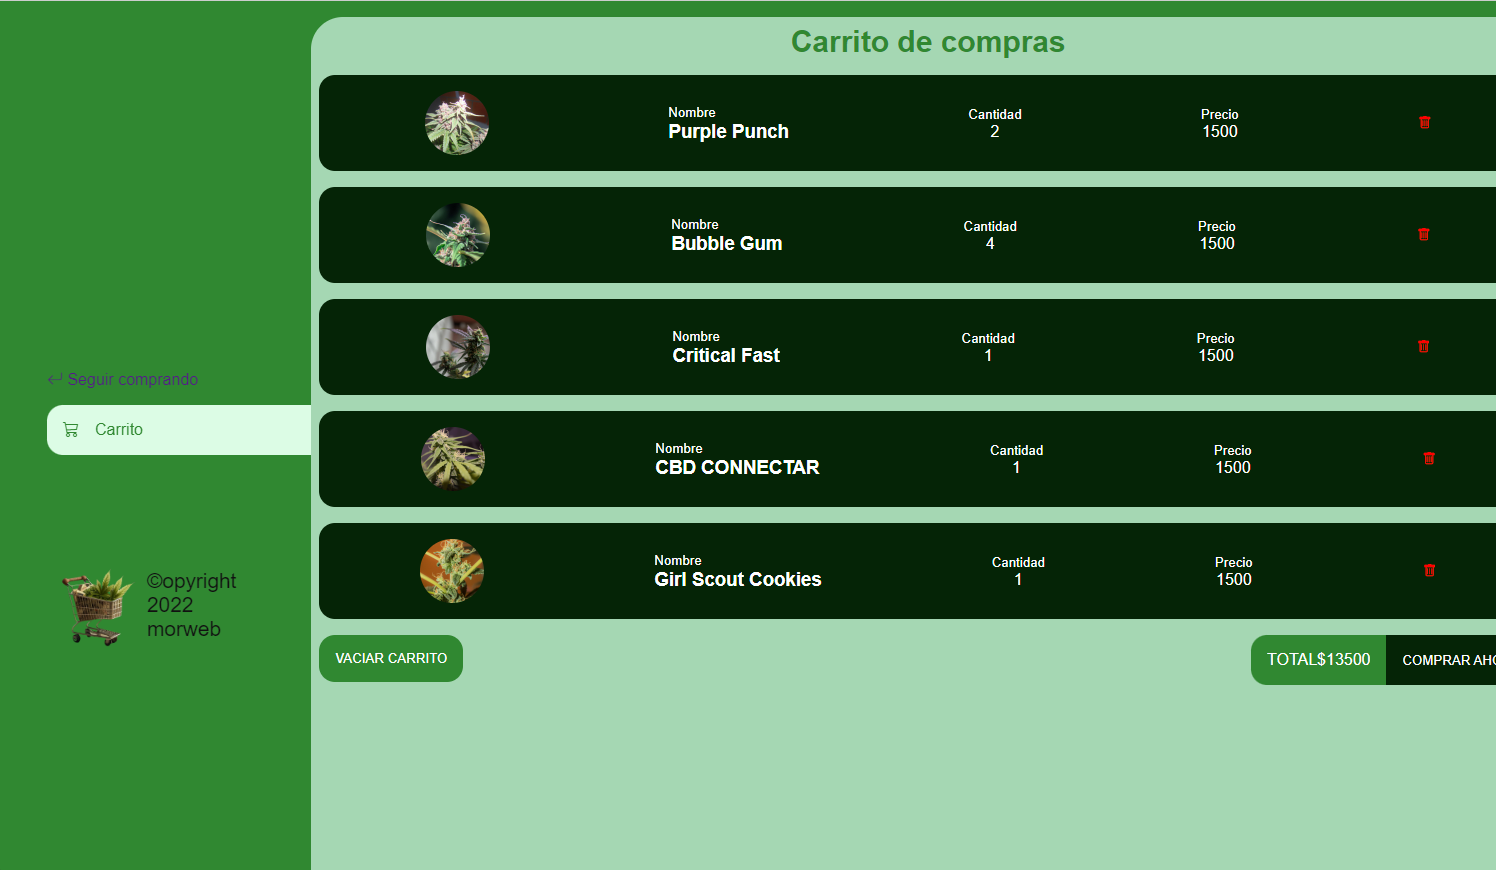 Carrito de compras
Nombre Cantidad Precio
Purple Punch 2 1500
Nombre Cantidad Precio
Bubble Gum 4 1500
Nombre Cantidad Precio
Critical Fast 1 1500
Seguir comprando
Carrito
Nombre Cantidad Precio
CBD CONNECTAR 1 1500
Nombre Cantidad Precio
Girl Scout Cookies 1 1500
©opyright
2022
morweb
VACIAR CARRITO
TOTAL$13500 COMPRAR